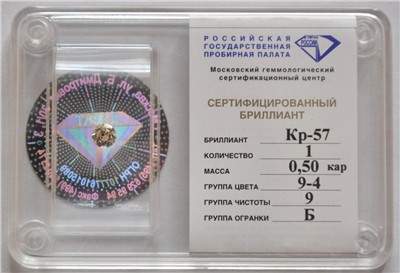 РОССИЙСКАЯ
ГОСУДАРСТВЕННАЯ
ПРОБИРНАЯ ПАЛАТА
РОССИЯ
Московский геммологический
сертификационный центр
СЕРТИФИЦИРОВАННЫЙ
БРИЛЛИАНТ
БРИЛЛИАНТ Кр-57
КОЛИЧЕСТВО 1
МАССА 0,50 кар
ГРУППА ЦВЕТА 9-4
ГРУППА ЧИСТОТЫ 9
ГРУППА ОГРАНКИ Б